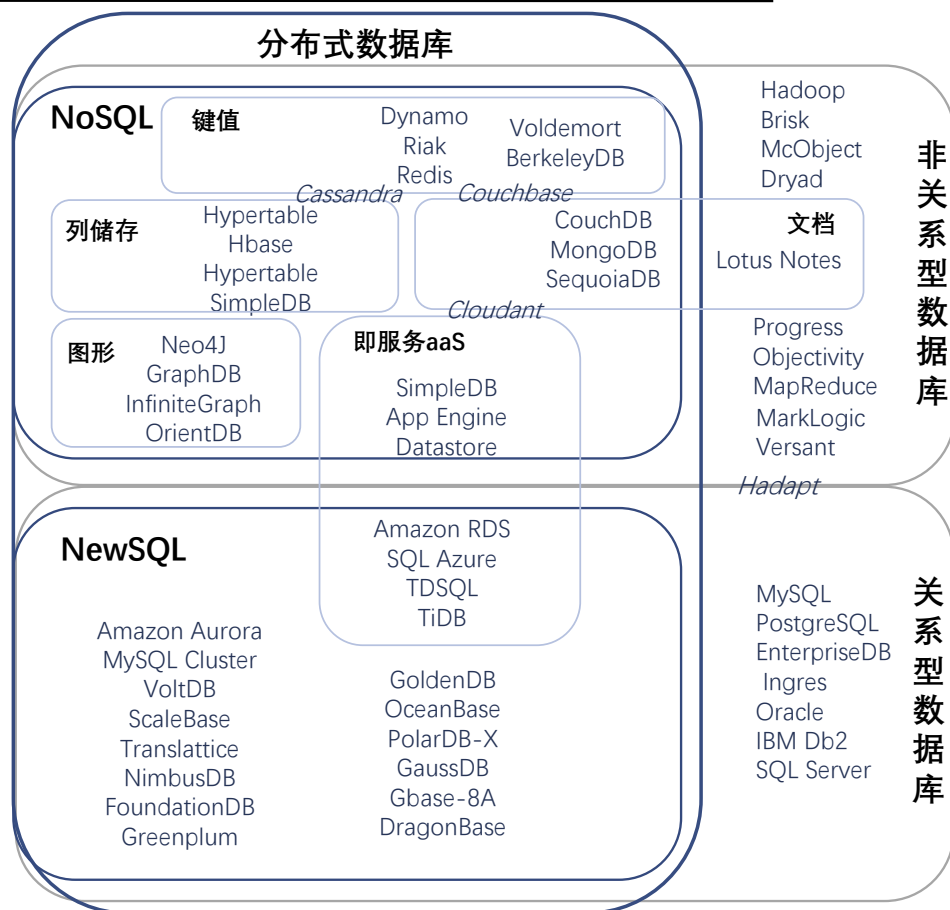 分布式数据库
NoSQL
键值
Dynamo
Riak
Redis
Voldemort
BerkeleyDB
Cassandra
Couchbase
列储存
Hypertable
Hbase
Hypertable
SimpleDB
CouchDB
MongoDB
SequoiaDB
文档
Lotus Notes
Cloudant
图形
Neo4J
GraphDB
InfiniteGraph
OrientDB
即服务aaS
SimpleDB
App Engine
Datastore
Hadoop
Brisk
McObject
Dryad
Progress
Objectivity
MapReduce
MarkLogic
Versant
非关系型数据库
Hadapt
NewSQL
Amazon RDS
SQL Azure
TDSQL
TiDB
Amazon Aurora
MySQL Cluster
VoltDB
ScaleBase
Translattice
NimbusDB
FoundationDB
Greenplum
GoldenDB
OceanBase
PolarDB-X
GaussDB
Gbase-8A
DragonBase
MySQL
PostgreSQL
EnterpriseDB
Ingres
Oracle
IBM Db2
SQL Server
关系型数据库